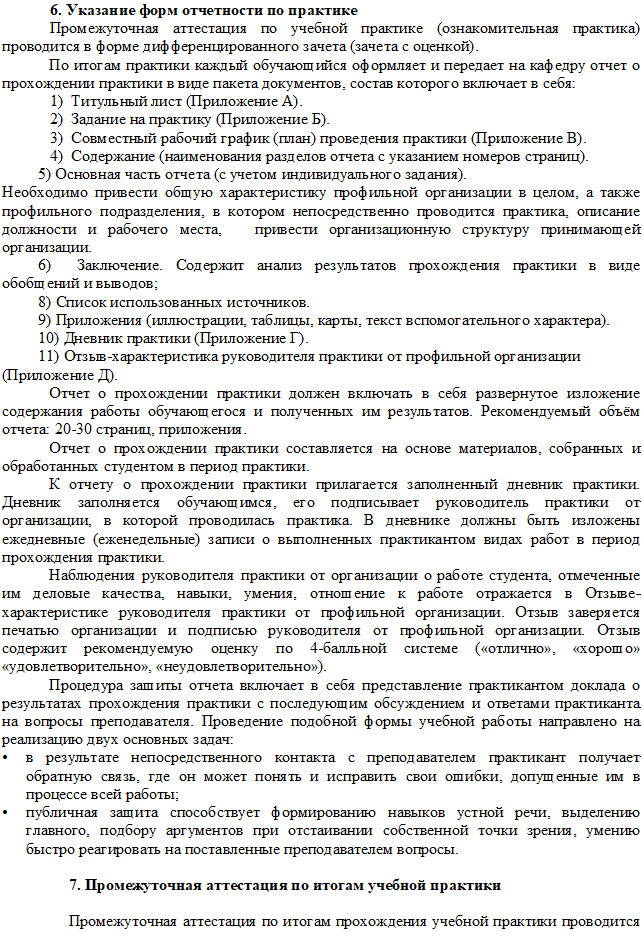 6. Указание форм отчетности по практике
Промежуточная аттестация по учебной практике (ознакомительная практика)
проводится в форме дифференцированного зачета (зачета с оценкой).
По итогам практики каждый обучающийся оформляет и передает на кафедру отчет о
прохождении практики в виде пакета документов, состав которого включает в себя:
1) Титульный лист (Приложение А).
2) Задание на практику (Приложение Б).
3) Совместный рабочий график (план) проведения практики (Приложение В).
4) Содержание (наименования разделов отчета с указанием номеров страниц).
5) Основная часть отчета (с учетом индивидуального задания).
Необходимо привести общую характеристику профильной организации в целом, а также
профильного подразделения, в котором непосредственно проводится практика, описание
должности и рабочего места, привести организационную структуру принимающей
организации.
6) Заключение. Содержит анализ результатов прохождения практики в виде
обобщений и выводов;
8) Список использованных источников.
9) Приложения (иллюстрации, таблицы, карты, текст вспомогательного характера).
10) Дневник практики (Приложение Г).
11) Отзыв-характеристика руководителя практики от профильной организации
(Приложение Д).
Отчет о прохождении практики должен включать в себя развернутое изложение
содержания работы обучающегося и полученных им результатов. Рекомендуемый объём
отчета: 20-30 страниц, приложения.
Отчет о прохождении практики составляется на основе материалов, собранных и
обработанных студентом в период практики.
К отчету о прохождении практики прилагается заполненный дневник практики.
Дневник заполняется обучающимся, его подписывает руководитель практики от
организации, в которой проводилась практика. В дневнике должны быть изложены
ежедневные (еженедельные) записи о выполненных практикантом видах работ в период
прохождения практики.
Наблюдения руководителя практики от организации о работе студента, отмеченные
им деловые качества, навыки, умения, отношение к работе отражается в Отзыве-
характеристике руководителя практики от профильной организации. Отзыв заверяется
печатью организации и подписью руководителя от профильной организации. Отзыв
содержит рекомендуемую оценку по 4-балльной системе («отлично», «хорошо»
«удовлетворительно», «неудовлетворительно»).
Процедура защиты отчета включает в себя представление практикантом доклада о
результатах прохождения практики с последующим обсуждением и ответами практиканта
на вопросы преподавателя. Проведение подобной формы учебной работы направлено на
реализацию двух основных задач:
• в результате непосредственного контакта с преподавателем практикант получает
обратную связь, где он может понять и исправить свои ошибки, допущенные им в
процессе всей работы;
• публичная защита способствует формированию навыков устной речи, выделению
главного, подбору аргументов при отстаивании собственной точки зрения, умению
быстро реагировать на поставленные преподавателем вопросы.
7. Промежуточная аттестация по итогам учебной практики
Промежуточная аттестация по итогам прохождения учебной практики проводится